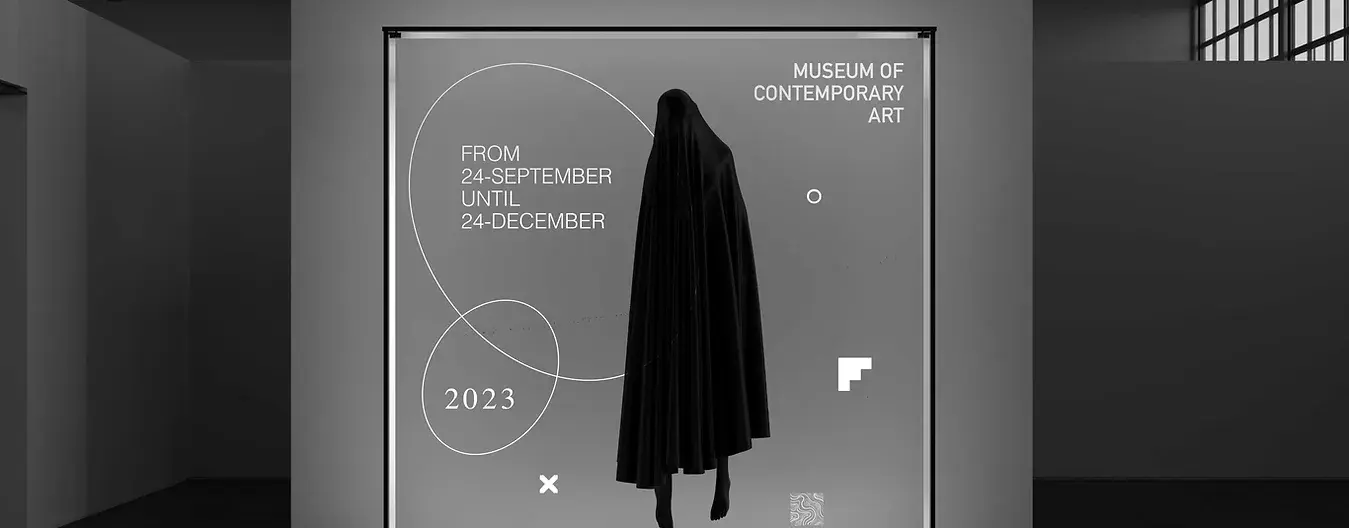 MUSEUM OF
CONTEMPORARY
ART
FROM
24-SEPTEMBER
UNTIL
24-DECEMBER
2023